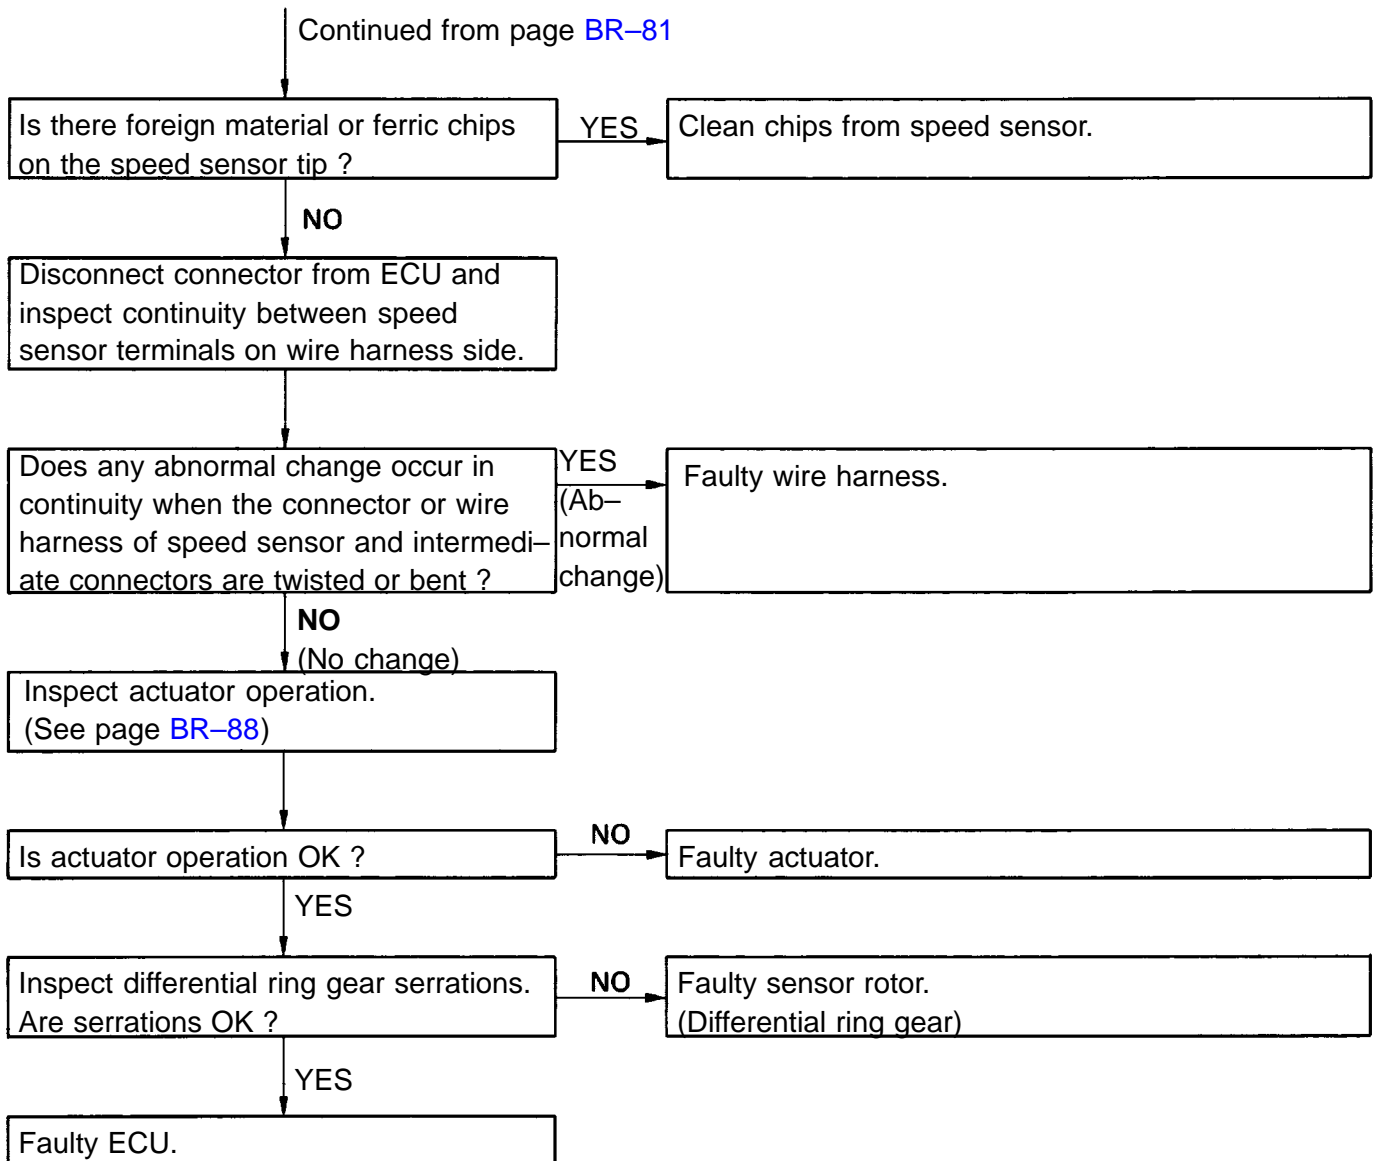 Continued from page BR–81
Is there foreign material or ferric chips
on the speed sensor tip ?
YES
Clean chips from speed sensor.
NO
Disconnect connector from ECU and
inspect continuity between speed
sensor terminals on wire harness side.
Does any abnormal change occur in
continuity when the connector or wire
harness of speed sensor and intermedi–
ate connectors are twisted or bent ?
YES
(Ab–
normal
change)
Faulty wire harness.
NO
(No change)
Inspect actuator operation.
(See page BR–88)
Is actuator operation OK ?
NO
Faulty actuator.
YES
Inspect differential ring gear serrations.
Are serrations OK ?
NO
Faulty sensor rotor.
(Differential ring gear)
YES
Faulty ECU.